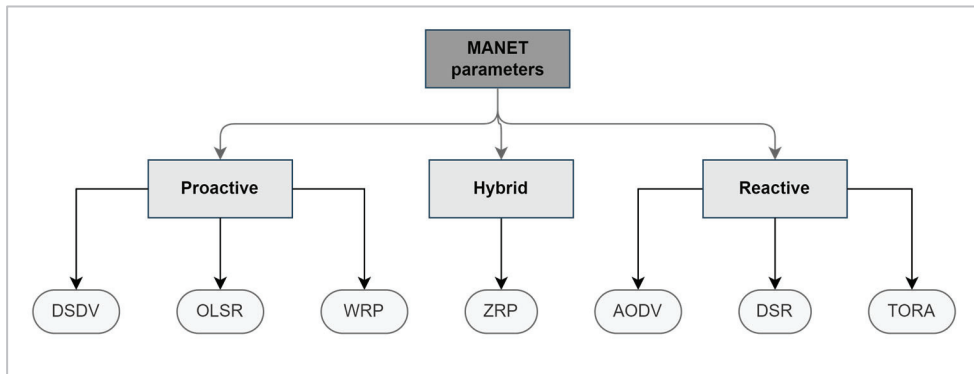 MANET
parameters
Proactive
Hybrid
Reactive
DSDV
OLSR
WRP
ZRP
AODV
DSR
TORA